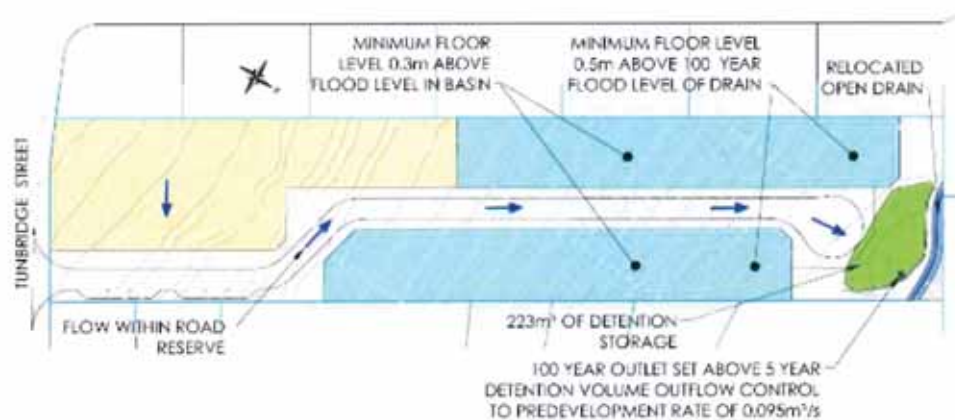 MINIMUM FLOOR
LEVEL 0.3m ABOVE
FLOOD LEVEL IN BASIN
MINIMUM FLOOR LEVEL
0.5m ABOVE 100 YEAR
FLOOD LEVEL OF DRAIN
RELOCATED
OPEN DRAIN
TUNBRIDGE STREET
FLOW WITHIN ROAD
RESERVE
223m³ OF DETENTION
STORAGE
100 YEAR OUTLET SET ABOVE 5 YEAR
DETENTION VOLUME OUTFLOW CONTROL
TO PREDEVELOPMENT RATE OF 0.095m³/s